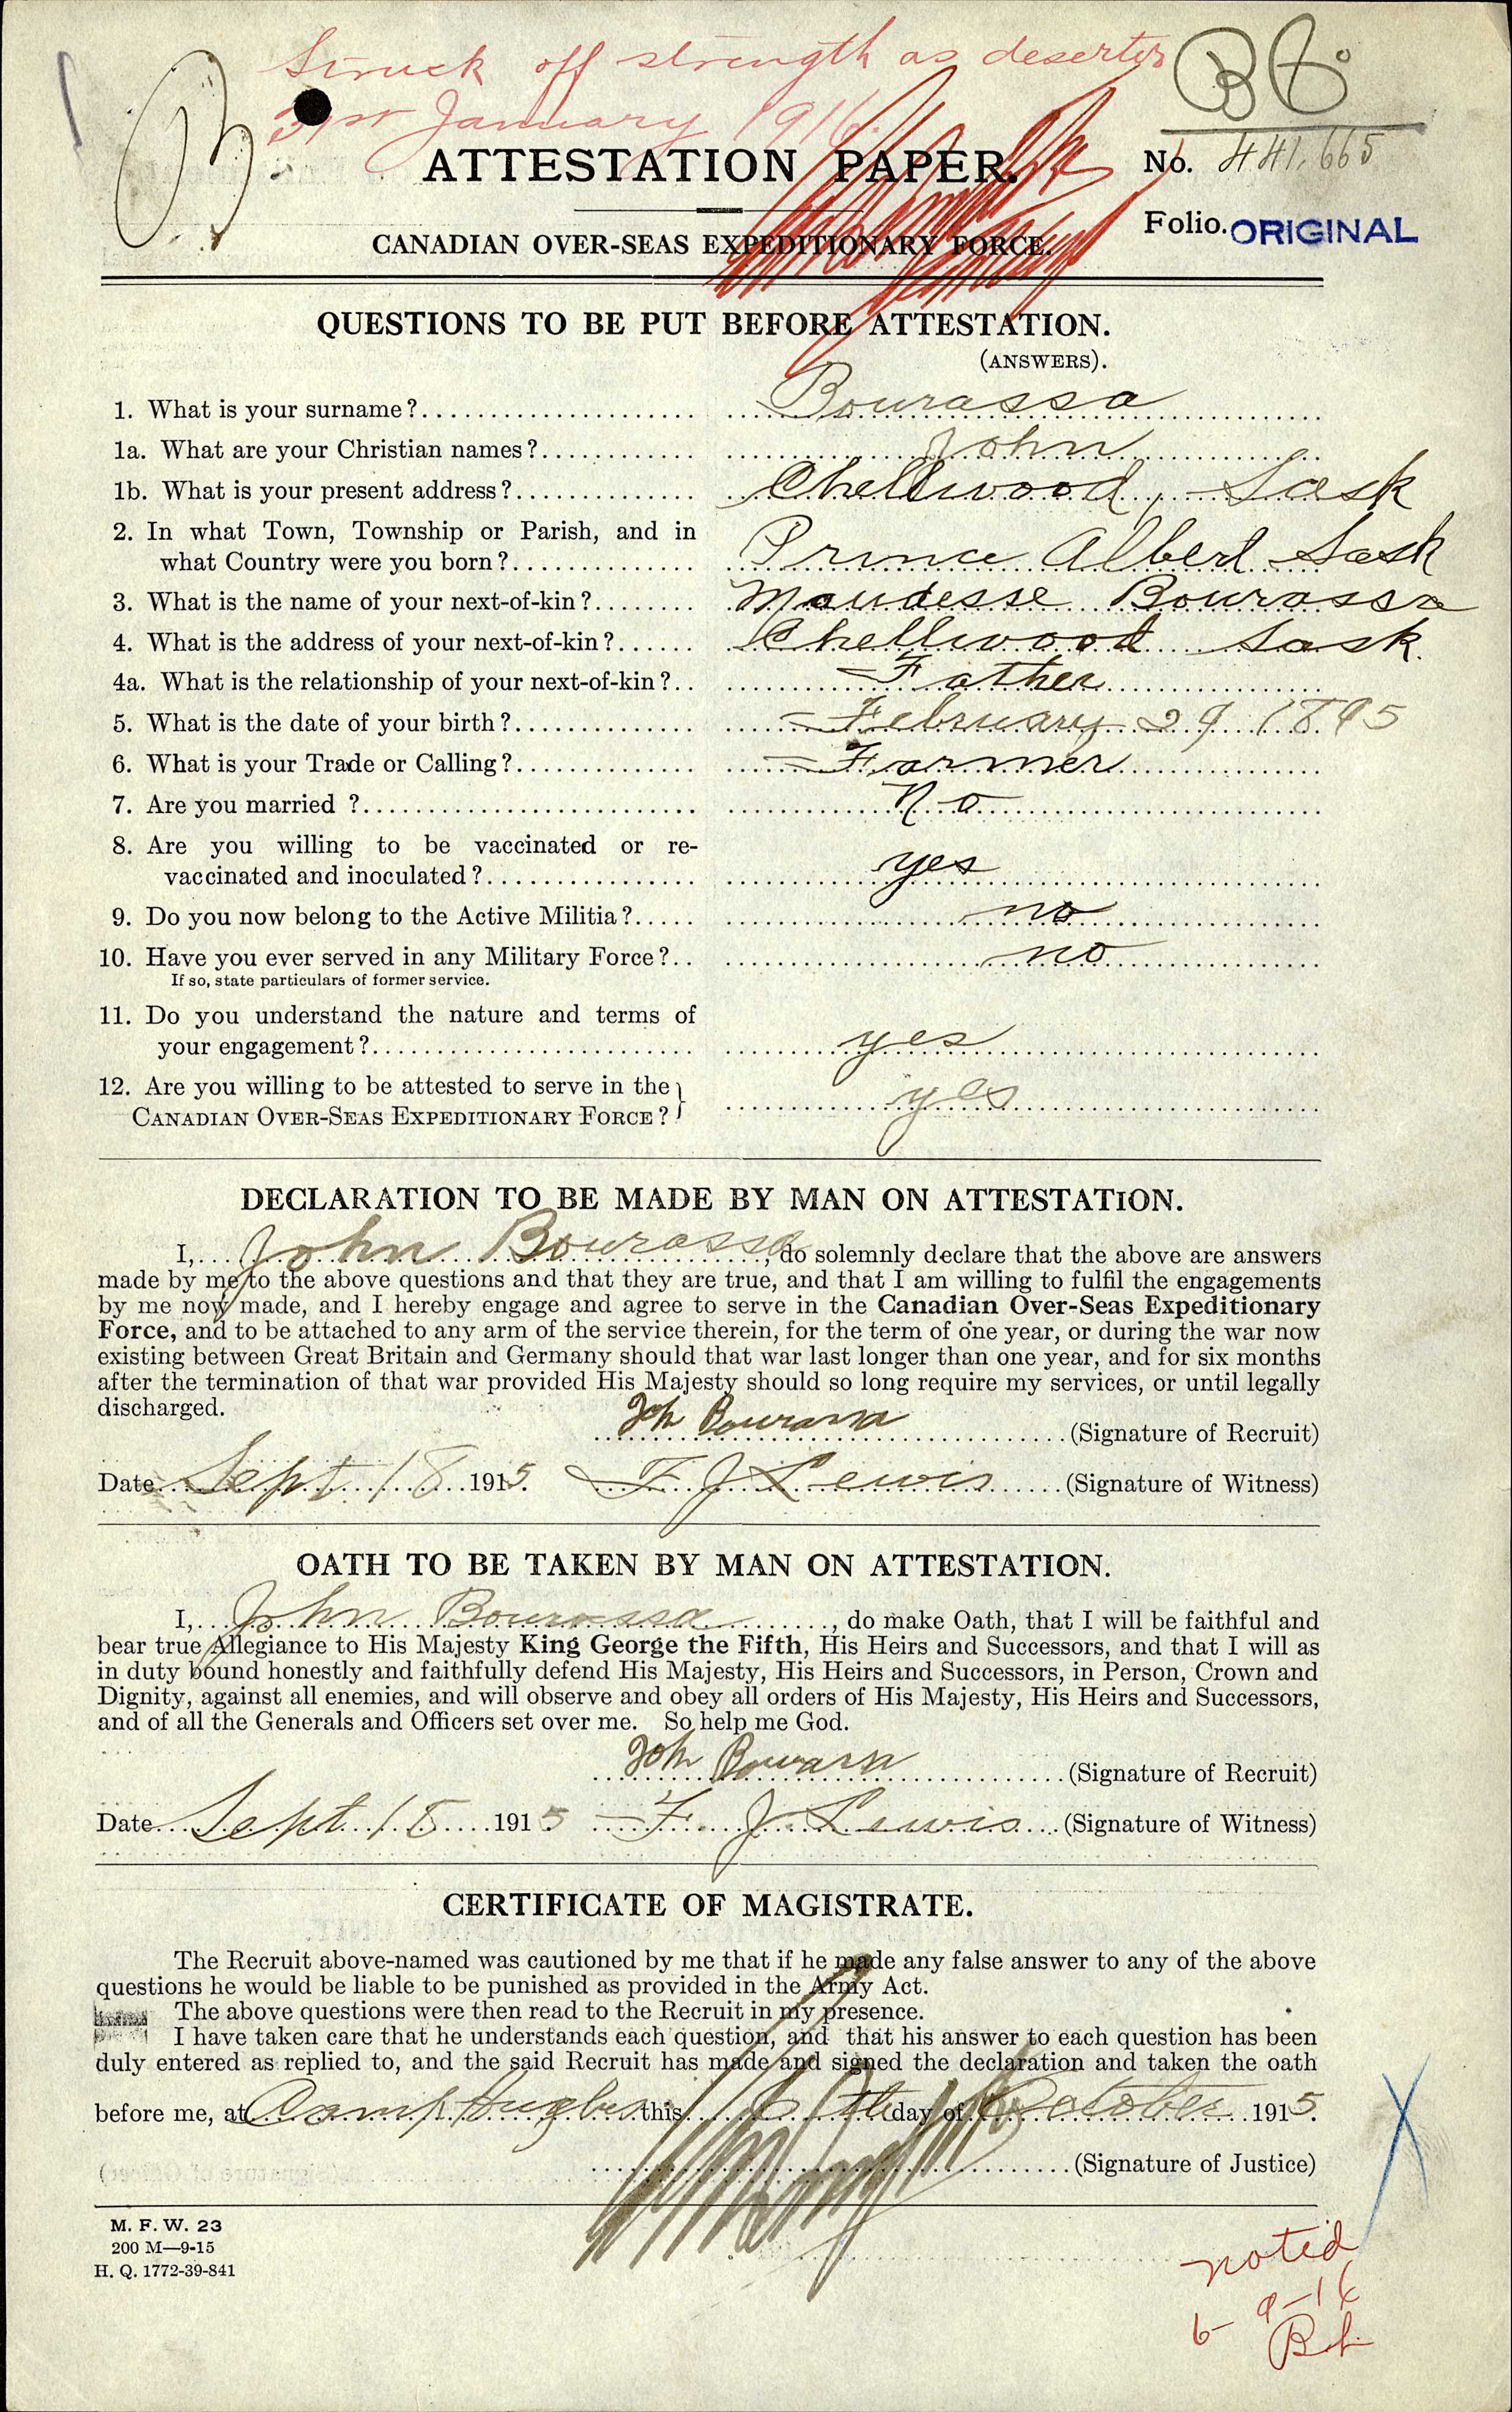 Struck off strength as deserter
31st January 1916.
B
ATTESTATION PAPER.
No. 441,665
CANADIAN OVER-SEAS EXPEDITIONARY FORCE.
Folio. ORIGINAL
QUESTIONS TO BE PUT BEFORE ATTESTATION.
(ANSWERS).
1. What is your surname? Bourassa
1a. What are your Christian names? John
1b. What is your present address? Chellwood, Sask
2. In what Town, Township or Parish, and in
what Country were you born? Prince Albert Sask
3. What is the name of your next-of-kin? Maudesse Bourassa
4. What is the address of your next-of-kin? Chellwood Sask.
4a. What is the relationship of your next-of-kin? Father
5. What is the date of your birth? February 29 1895
6. What is your Trade or Calling? Farmer
7. Are you married ? No
8. Are you willing to be vaccinated or re-
vaccinated and inoculated? yes
9. Do you now belong to the Active Militia? no
10. Have you ever served in any Military Force? no
If so, state particulars of former service.
11. Do you understand the nature and terms of
your engagement? yes
12. Are you willing to be attested to serve in the
CANADIAN OVER-SEAS EXPEDITIONARY FORCE? yes
DECLARATION TO BE MADE BY MAN ON ATTESTATION.
I, John Bourassa, do solemnly declare that the above are answers
made by me to the above questions and that they are true, and that I am willing to fulfil the engagements
by me now made, and I hereby engage and agree to serve in the Canadian Over-Seas Expeditionary
Force, and to be attached to any arm of the service therein, for the term of one year, or during the war now
existing between Great Britain and Germany should that war last longer than one year, and for six months
after the termination of that war provided His Majesty should so long require my services, or until legally
discharged.
Joh Bourassa (Signature of Recruit)
Date Sept 18 1915. F J Lewis (Signature of Witness)
OATH TO BE TAKEN BY MAN ON ATTESTATION.
I, John Bourassa, do make Oath, that I will be faithful and
bear true Allegiance to His Majesty King George the Fifth, His Heirs and Successors, and that I will as
in duty bound honestly and faithfully defend His Majesty, His Heirs and Successors, in Person, Crown and
Dignity, against all enemies, and will observe and obey all orders of His Majesty, His Heirs and Successors,
and of all the Generals and Officers set over me. So help me God.
Joh Bourassa (Signature of Recruit)
Date Sept 18 1915 F. J. Lewis (Signature of Witness)
CERTIFICATE OF MAGISTRATE.
The Recruit above-named was cautioned by me that if he made any false answer to any of the above
questions he would be liable to be punished as provided in the Army Act.
The above questions were then read to the Recruit in my presence.
I have taken care that he understands each question, and that his answer to each question has been
duly entered as replied to, and the said Recruit has made and signed the declaration and taken the oath
before me, at Camp Hughes this 6th day of October 1915.
(Signature of Justice)
M. F. W. 23
200 M—9-15
H. Q. 1772-39-841
noted
6-9-16